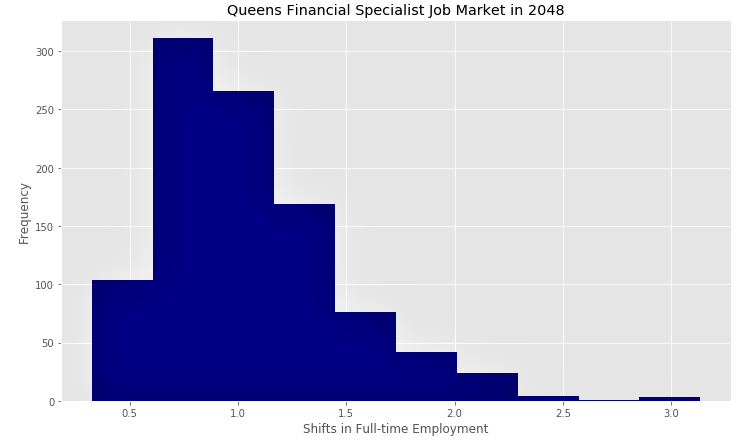 Queens Financial Specialist Job Market in 2048
Frequency
300
250
200
150
100
50
0
0.5 1.0 1.5 2.0 2.5 3.0
Shifts in Full-time Employment